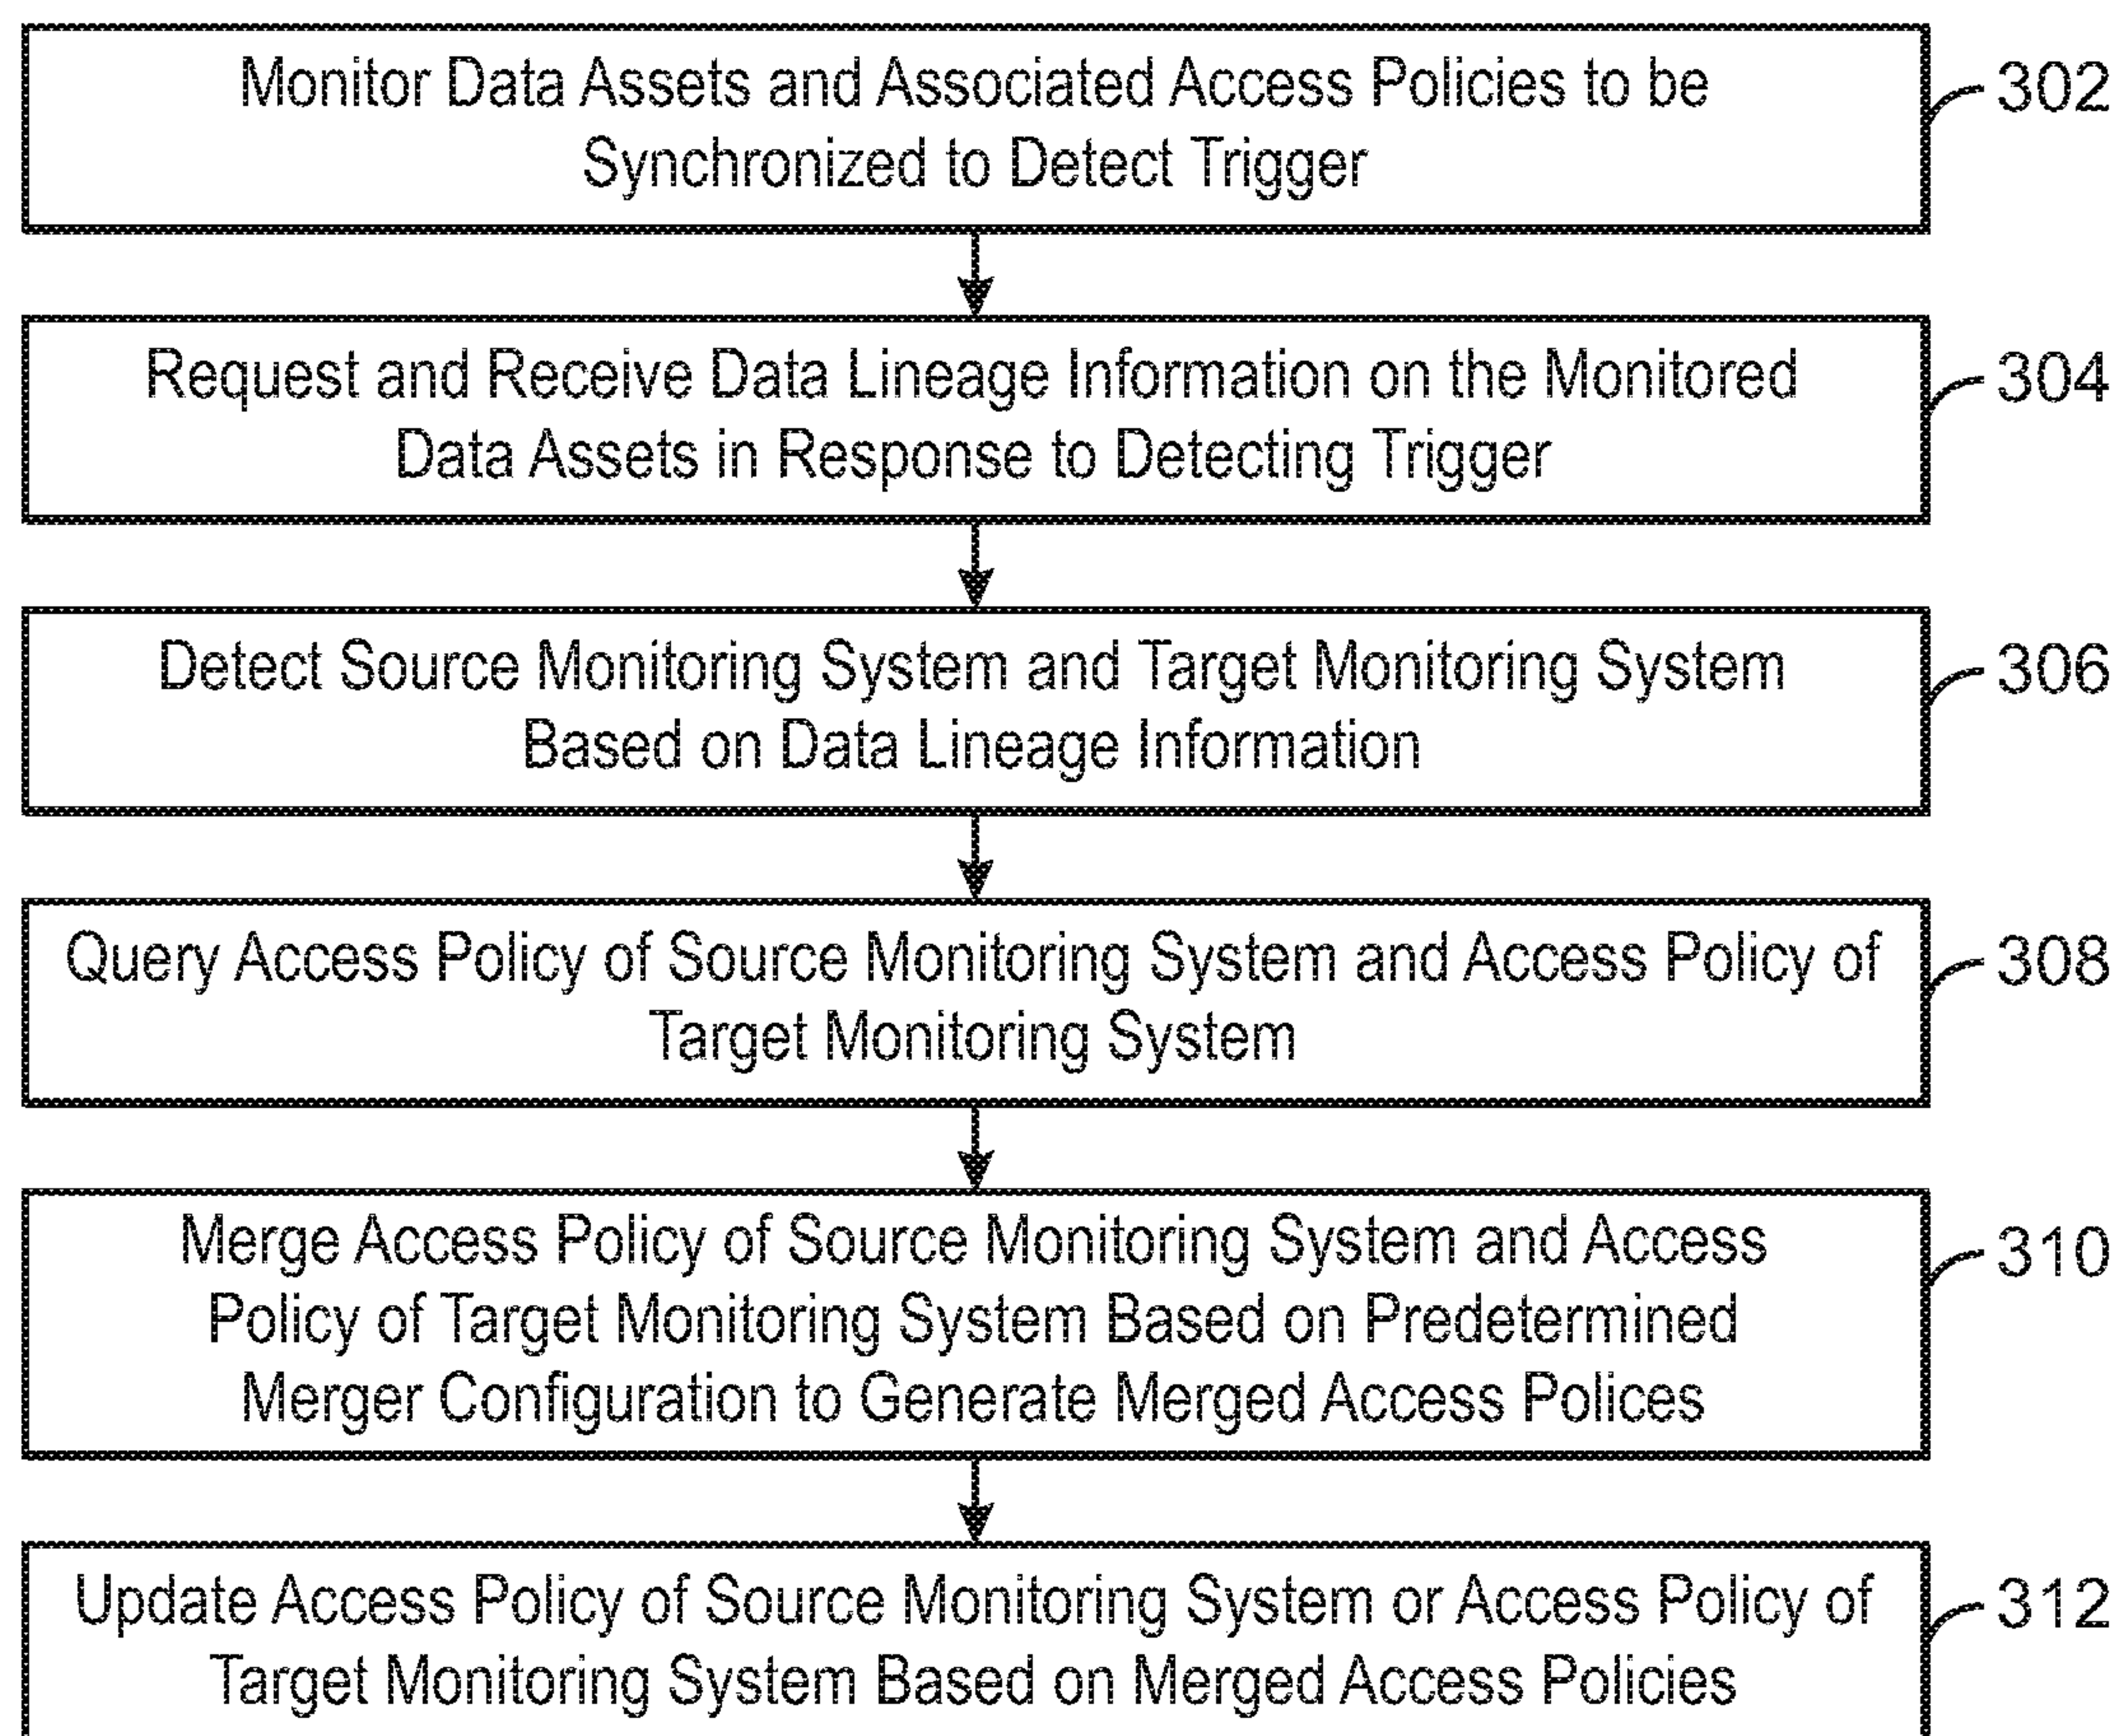 Monitor Data Assets and Associated Access Policies to be
Synchronized to Detect Trigger
302
Request and Receive Data Lineage Information on the Monitored
Data Assets in Response to Detecting Trigger
304
Detect Source Monitoring System and Target Monitoring System
Based on Data Lineage Information
306
Query Access Policy of Source Monitoring System and Access Policy of
Target Monitoring System
308
Merge Access Policy of Source Monitoring System and Access
Policy of Target Monitoring System Based on Predetermined
Merger Configuration to Generate Merged Access Polices
310
Update Access Policy of Source Monitoring System or Access Policy of
Target Monitoring System Based on Merged Access Policies
312